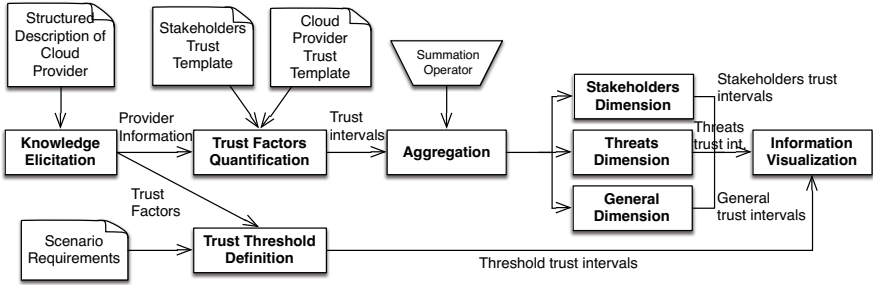 Structured
Description of
Cloud
Provider
Stakeholders
Trust
Template
Cloud
Provider
Trust
Template
Summation
Operator
Stakeholders
Dimension
Stakeholders trust
intervals
Knowledge
Elicitation
Provider
Information
Trust Factors
Quantification
Trust
intervals
Aggregation
Threats
Dimension
Threats
trust int.
Information
Visualization
General
Dimension
General
trust intervals
Trust
Factors
Scenario
Requirements
Trust Threshold
Definition
Threshold trust intervals